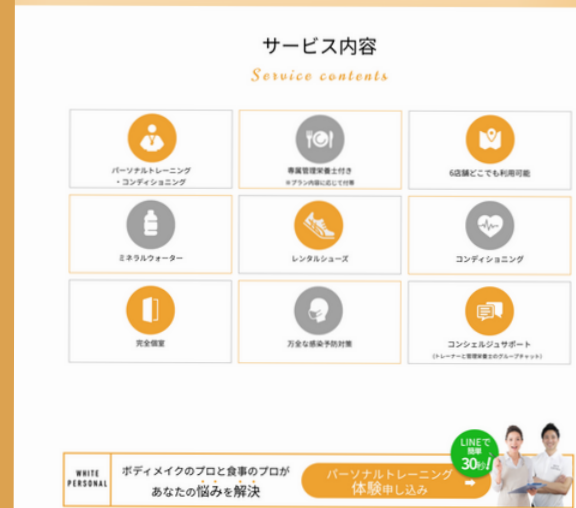 サービス内容
Service contents
パーソナルトレーニング
・コンディショニング
専属管理栄養士付き
※プラン内容に応じて付帯
6店舗どこでも利用可能
ミネラルウォーター
レンタルシューズ
コンディショニング
完全個室
万全な感染予防対策
コンシェルジュサポート
(トレーナーと管理栄養士のグループチャット)
WHITE
PERSONAL
ボディメイクのプロと食事のプロが
あなたの悩みを解決
パーソナルトレーニング
体験申し込み
LINEで
簡単
30秒!